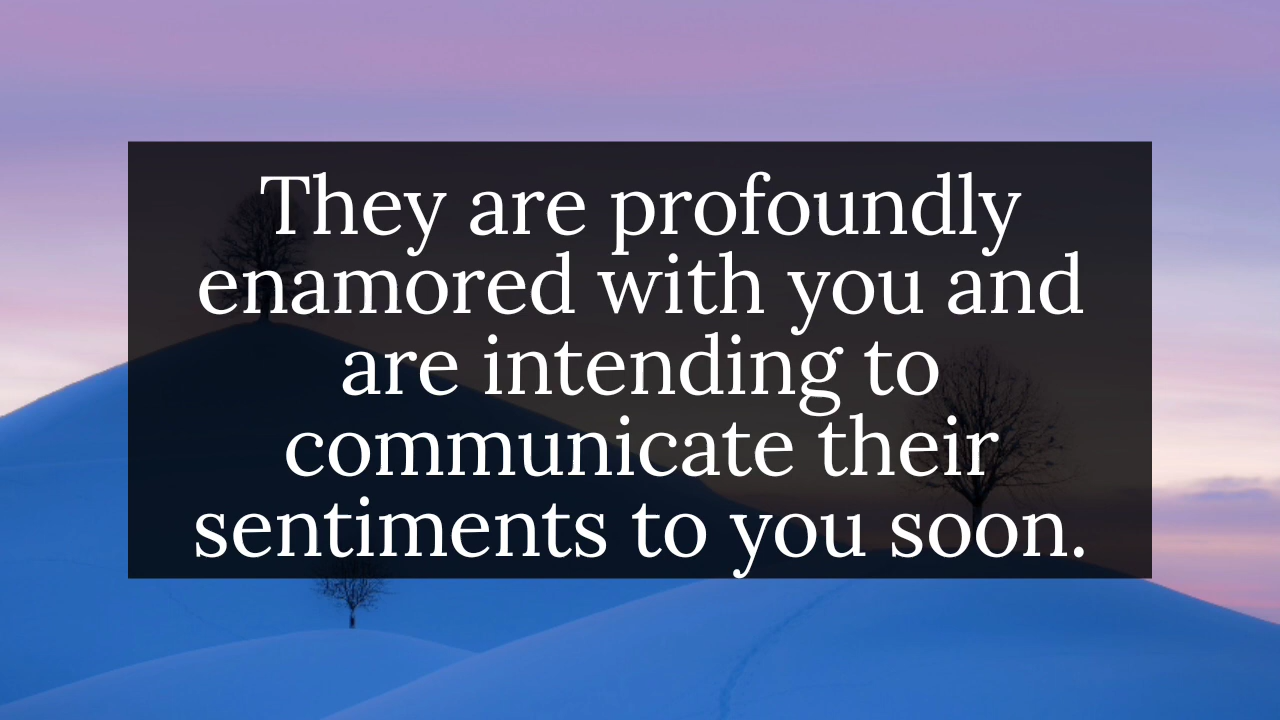 They are profoundly
enamored with you and
are intending to
communicate their
sentiments to you soon.